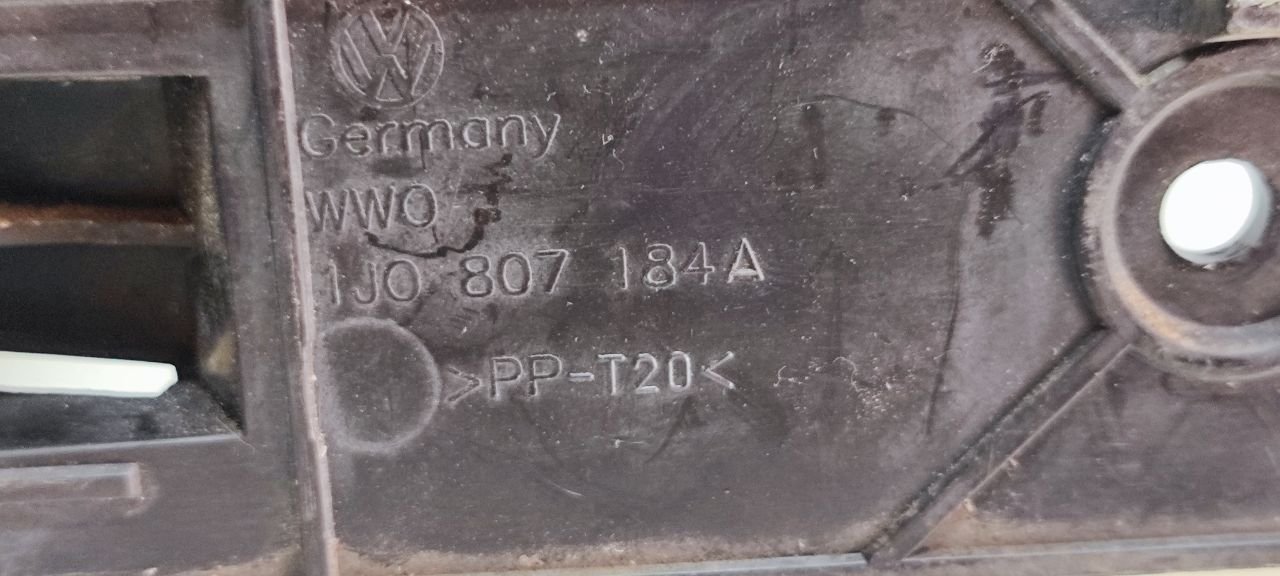 VW
Germany
WWO
1J0 807 184A
>PP-T20<